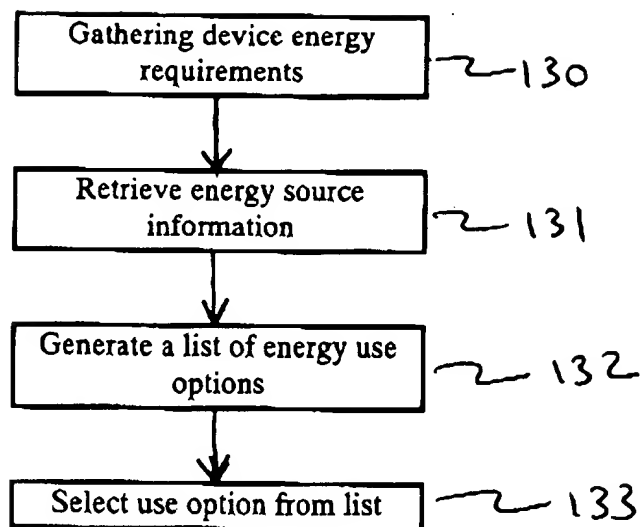 Gathering device energy
requirements
130
Retrieve energy source
information
131
Generate a list of energy use
options
132
Select use option from list
133